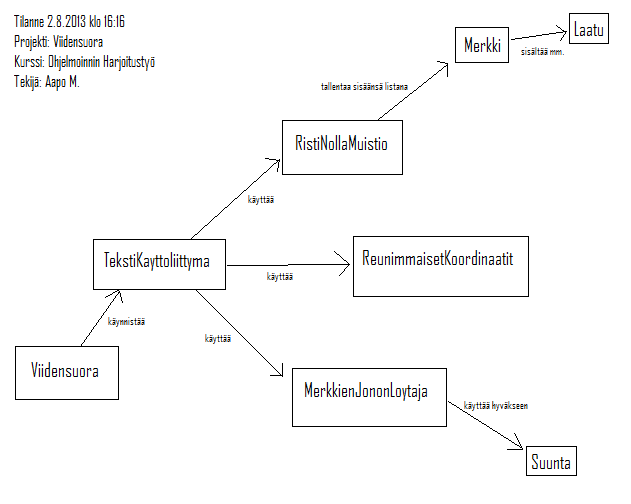 Tilanne 2.8.2013 klo 16:16
Projekti: Viidensuora
Kurssi: Ohjelmoinnin Harjoitustyö
Tekijä: Aapo M.
Merkki
Laatu
sisältää mm.
tallentaa sisäänsä listana
RistiNollaMuistio
käyttää
TekstiKayttoliittyma
käyttää
ReunimmaisetKoordinaatit
käynnistää
käyttää
Viidensuora
MerkkienJononLoytaja
käyttää hyväkseen
Suunta